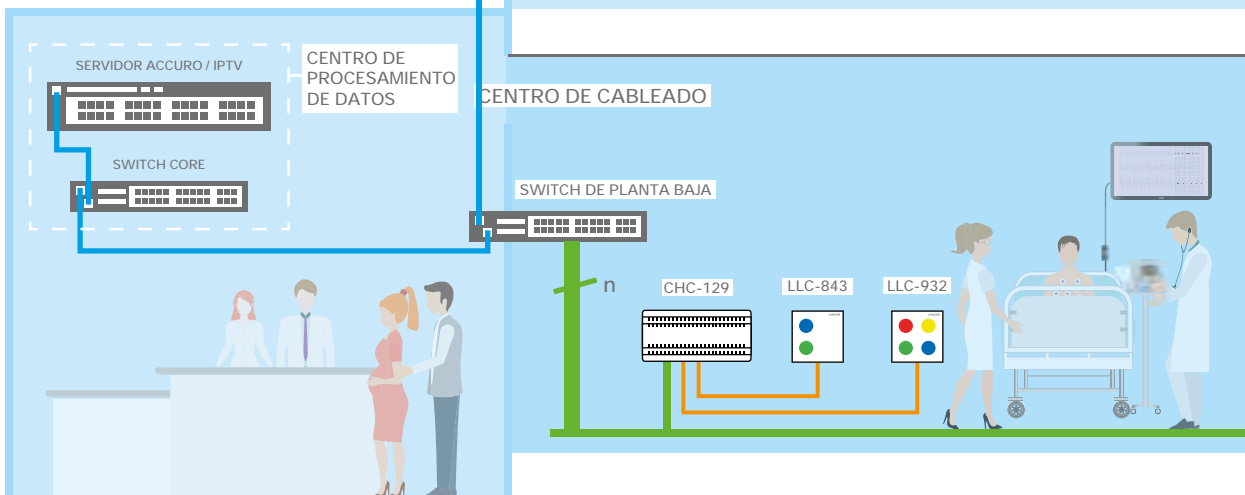 SERVIDOR ACCURO / IPTV
CENTRO DE
PROCESAMIENTO
DE DATOS
CENTRO DE CABLEADO
SWITCH CORE
SWITCH DE PLANTA BAJA
n
CHC-129
LLC-843
LLC-932